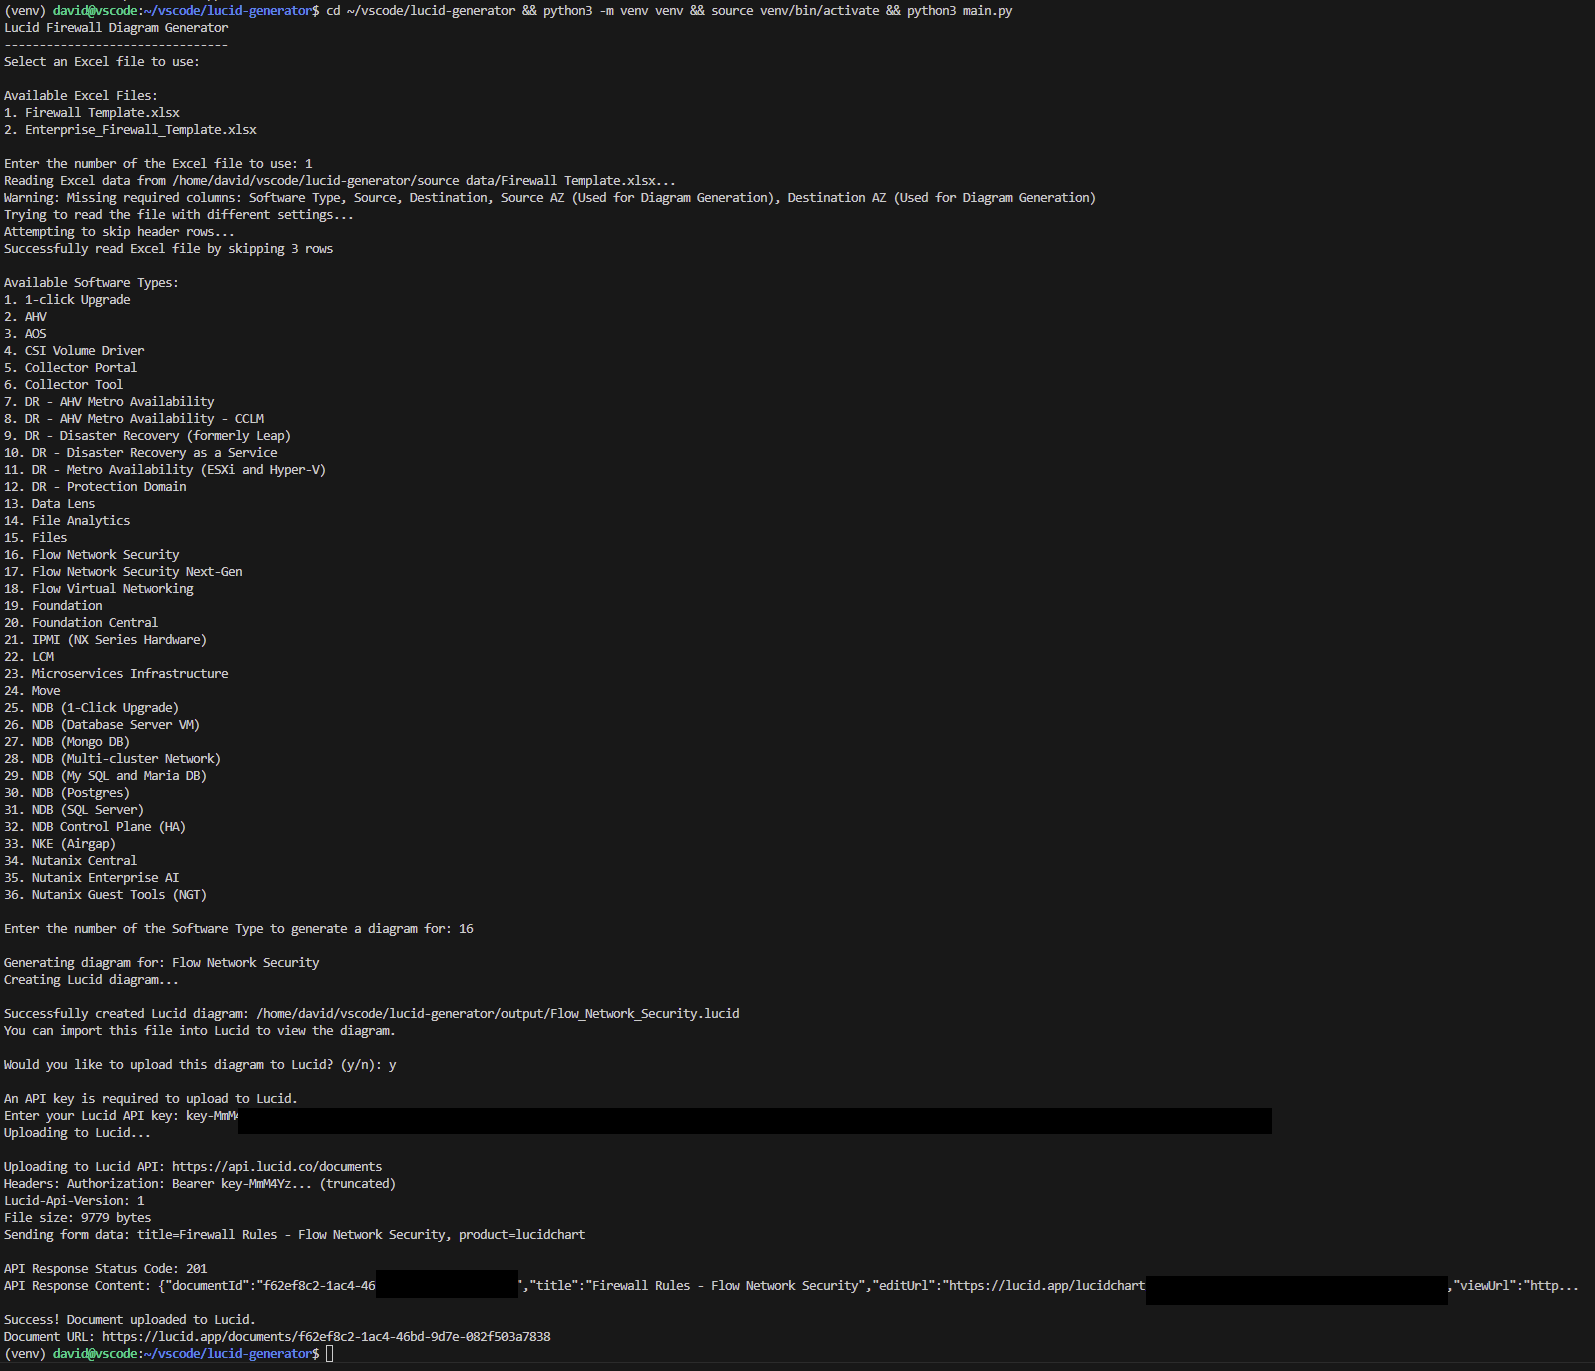 (venv) david@vscode:~/vscode/lucid-generator$ cd ~/vscode/lucid-generator && python3 -m venv venv && source venv/bin/activate && python3 main.py
Lucid Firewall Diagram Generator
--------------------------------
Select an Excel file to use:
Available Excel Files:
1. Firewall Template.xlsx
2. Enterprise_Firewall_Template.xlsx
Enter the number of the Excel file to use: 1
Reading Excel data from /home/david/vscode/lucid-generator/source data/Firewall Template.xlsx...
Warning: Missing required columns: Software Type, Source, Destination, Source AZ (Used for Diagram Generation), Destination AZ (Used for Diagram Generation)
Trying to read the file with different settings...
Attempting to skip header rows...
Successfully read Excel file by skipping 3 rows
Available Software Types:
1. 1-click Upgrade
2. AHV
3. AOS
4. CSI Volume Driver
5. Collector Portal
6. Collector Tool
7. DR - AHV Metro Availability
8. DR - AHV Metro Availability - CCLM
9. DR - Disaster Recovery (formerly Leap)
10. DR - Disaster Recovery as a Service
11. DR - Metro Availability (ESXi and Hyper-V)
12. DR - Protection Domain
13. Data Lens
14. File Analytics
15. Files
16. Flow Network Security
17. Flow Network Security Next-Gen
18. Flow Virtual Networking
19. Foundation
20. Foundation Central
21. IPMI (NX Series Hardware)
22. LCM
23. Microservices Infrastructure
24. Move
25. NDB (1-Click Upgrade)
26. NDB (Database Server VM)
27. NDB (Mongo DB)
28. NDB (Multi-cluster Network)
29. NDB (My SQL and Maria DB)
30. NDB (Postgres)
31. NDB (SQL Server)
32. NDB Control Plane (HA)
33. NKE (Airgap)
34. Nutanix Central
35. Nutanix Enterprise AI
36. Nutanix Guest Tools (NGT)
Enter the number of the Software Type to generate a diagram for: 16
Generating diagram for: Flow Network Security
Creating Lucid diagram...
Successfully created Lucid diagram: /home/david/vscode/lucid-generator/output/Flow_Network_Security.lucid
You can import this file into Lucid to view the diagram.
Would you like to upload this diagram to Lucid? (y/n): y
An API key is required to upload to Lucid.
Enter your Lucid API key: key-MmM4
Uploading to Lucid...
Uploading to Lucid API: https://api.lucid.co/documents
Headers: Authorization: Bearer key-MmM4Yz... (truncated)
Lucid-Api-Version: 1
File size: 9779 bytes
Sending form data: title=Firewall Rules - Flow Network Security, product=lucidchart
API Response Status Code: 201
API Response Content: {"documentId":"f62ef8c2-1ac4-46 ","title":"Firewall Rules - Flow Network Security","editUrl":"https://lucid.app/lucidchart ,"viewUrl":"http...
Success! Document uploaded to Lucid.
Document URL: https://lucid.app/documents/f62ef8c2-1ac4-46bd-9d7e-082f503a7838
(venv) david@vscode:~/vscode/lucid-generator$